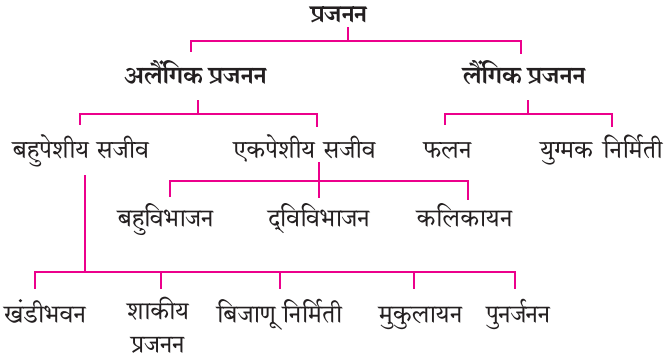 प्रजनन
अलैंगिक प्रजनन लैंगिक प्रजनन
बहुपेशीय सजीव एकपेशीय सजीव फलन युग्मक निर्मिती
बहुविभाजन द्‌विविभाजन कलिकायन
खंडीभवन शाकीय बिजाणू निर्मिती मुकुलायन पुनर्जनन
प्रजनन